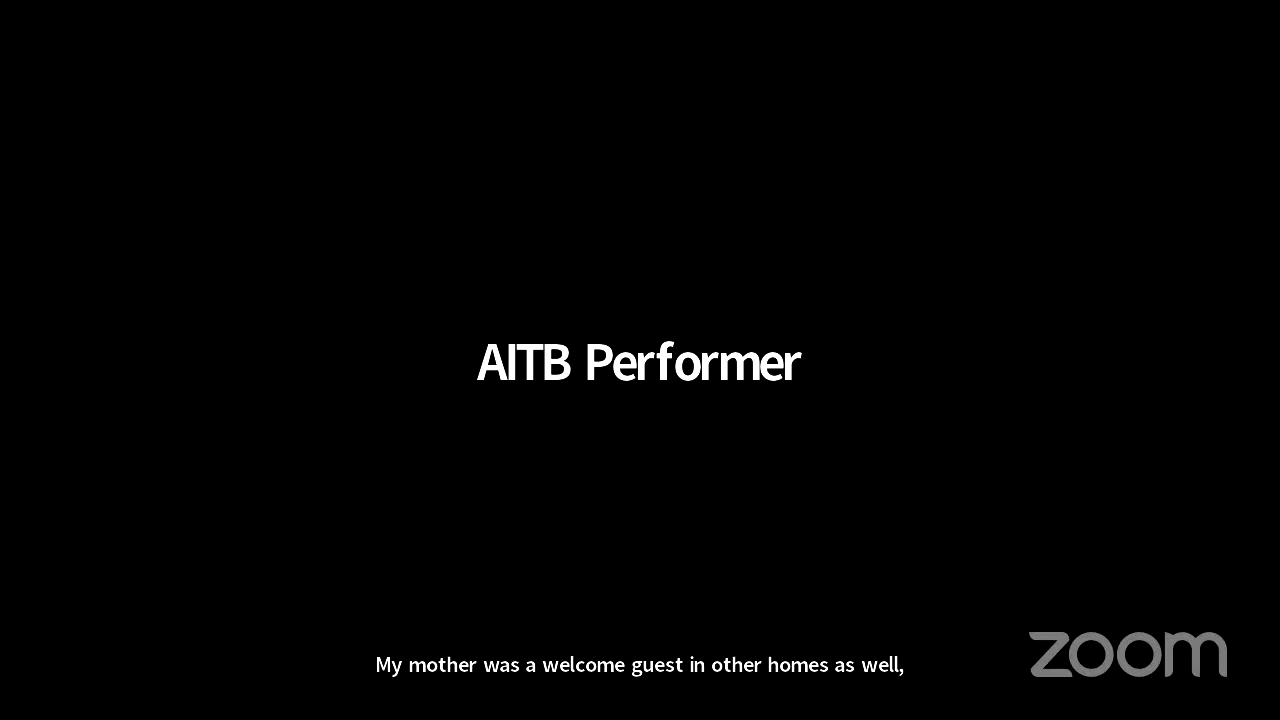 AITB Performer
My mother was a welcome guest in other homes as well,
zoom